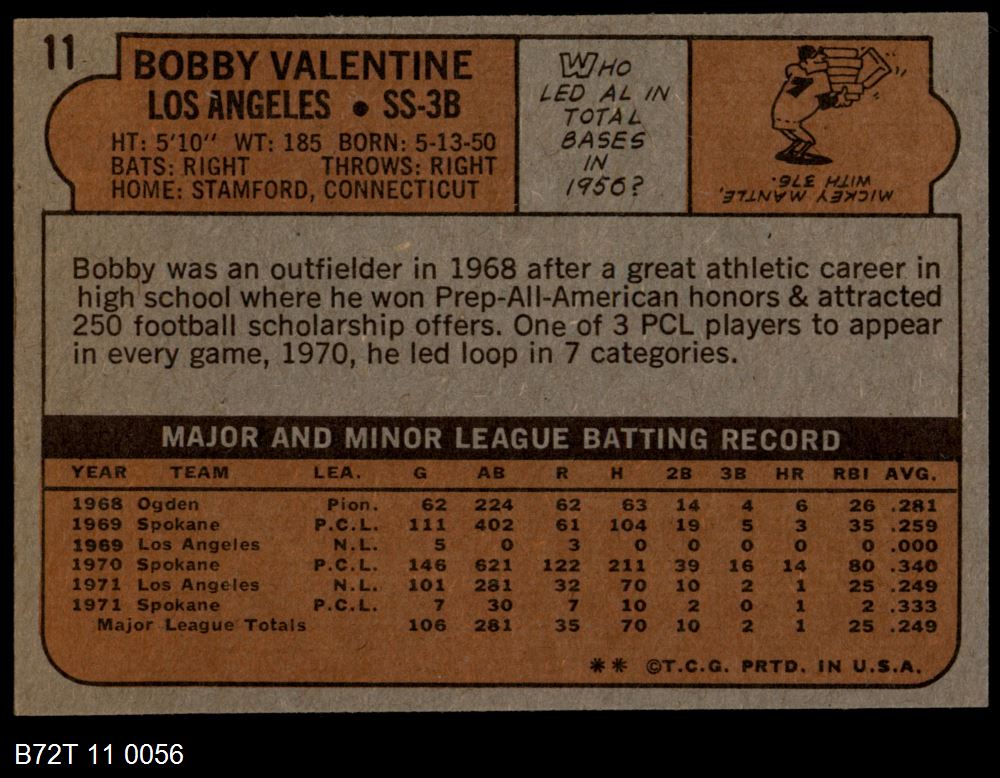 11
BOBBY VALENTINE
LOS ANGELES • SS-3B
HT: 5'10" WT: 185 BORN: 5-13-50
BATS: RIGHT THROWS: RIGHT
HOME: STAMFORD, CONNECTICUT
WHO
LED AL IN
TOTAL
BASES
IN
1956?
7
MICKEY MANTLE,
WITH 376.
Bobby was an outfielder in 1968 after a great athletic career in
high school where he won Prep-All-American honors & attracted
250 football scholarship offers. One of 3 PCL players to appear
in every game, 1970, he led loop in 7 categories.
MAJOR AND MINOR LEAGUE BATTING RECORD
YEAR TEAM LEA. G AB R H 2B 3B HR RBI AVG.
1968 Ogden Pion. 62 224 62 63 14 4 6 26 .281
1969 Spokane P.C.L. 111 402 61 104 19 5 3 35 .259
1969 Los Angeles N.L. 5 0 3 0 0 0 0 0 .000
1970 Spokane P.C.L. 146 621 122 211 39 16 14 80 .340
1971 Los Angeles N.L. 101 281 32 70 10 2 1 25 .249
1971 Spokane P.C.L. 7 30 7 10 2 0 1 2 .333
Major League Totals 106 281 35 70 10 2 1 25 .249
** ©T.C.G. PRTD. IN U.S.A.
B72T 11 0056